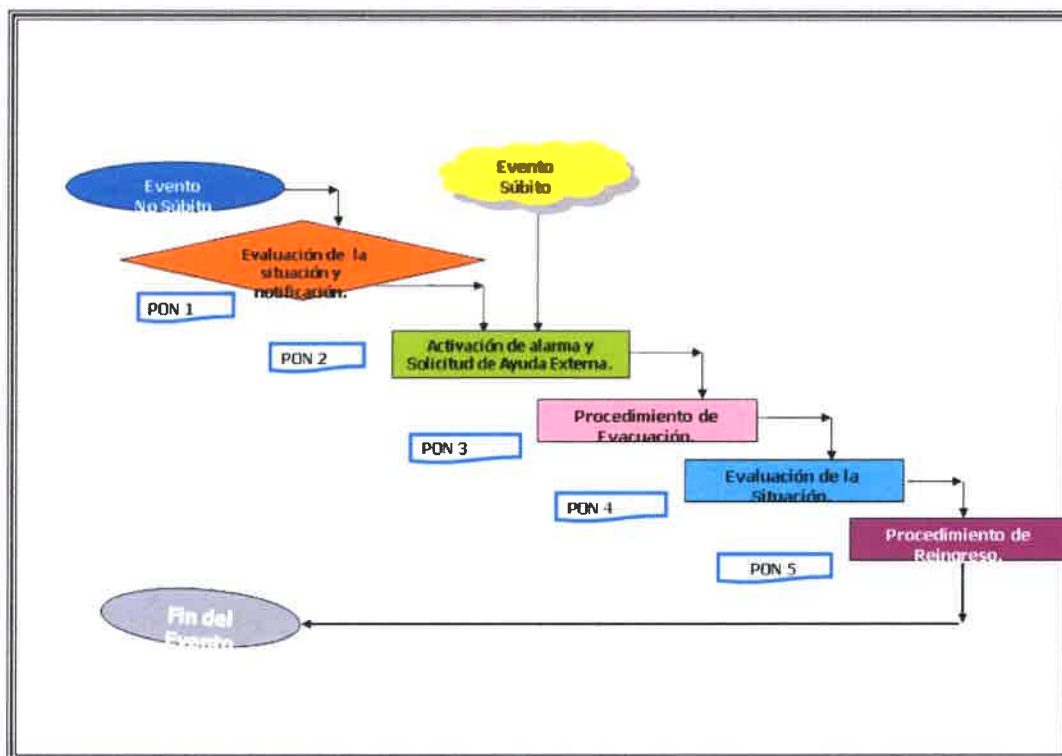 Evento
No Súbito
Evento
Súbito
Evaluación de la
situación y
notificación.
PON 1
Activación de alarma y
Solicitud de Ayuda Externa.
PON 2
Procedimiento de
Evacuación.
PON 3
Evaluación de la
Situación.
PON 4
Procedimiento de
Reingreso.
PON 5
Fin del
Evento